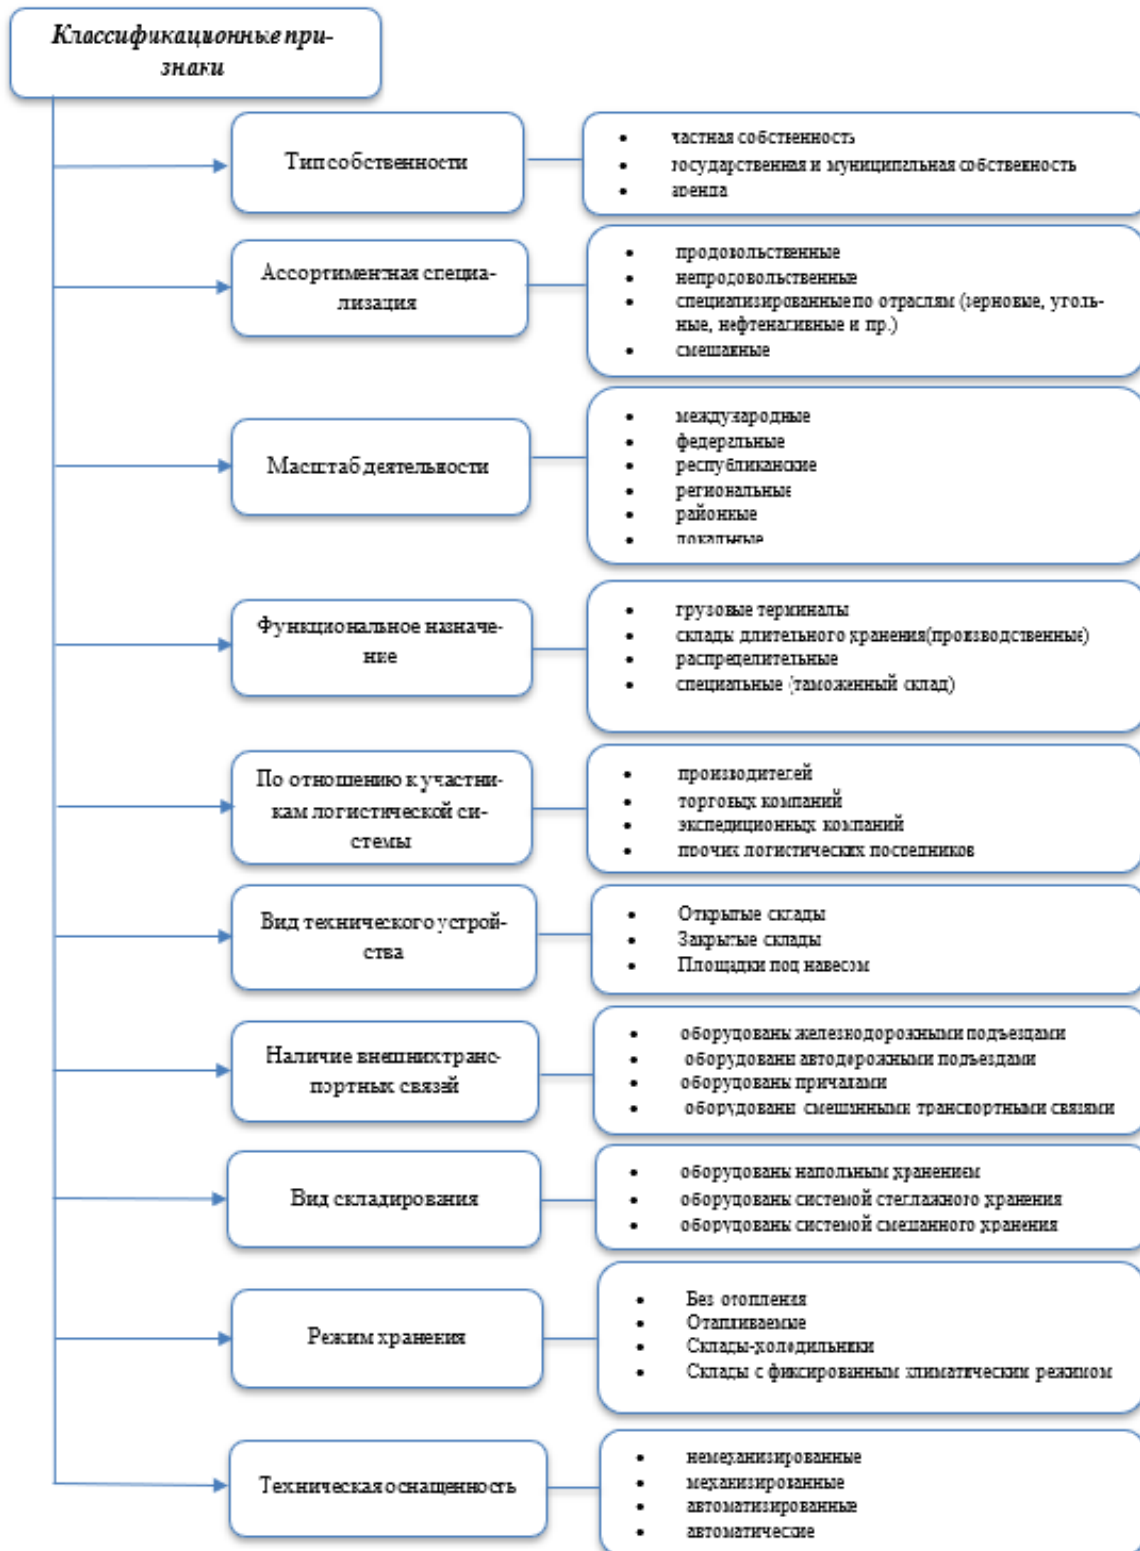 Классификационные при-
знаки
Тип собственности
частная собственность
государственная и муниципальная собственность
аренда
Ассортиментная специа-
лизация
продовольственные
непродовольственные
специализированные по отраслям (зерновые, уголь-
ные, нефтеналивные и пр.)
смешанные
Масштаб деятельности
международные
федеральные
республиканские
региональные
районные
локальные
Функциональное назначе-
ние
грузовые терминалы
склады длительного хранения(производственные)
распределительные
специальные (таможенный склад)
По отношению к участни-
кам логистической си-
стемы
производителей
торговых компаний
экспедиционных компаний
прочих логистических посредников
Вид технического устрой-
ства
Открытые склады
Закрытые склады
Площадки под навесом
Наличие внешних транс-
портных связей
оборудованы железнодорожными подъездами
оборудованы автодорожными подъездами
оборудованы причалами
оборудованы смешанными транспортными связями
Вид складирования
оборудованы напольным хранением
оборудованы системой стеллажного хранения
оборудованы системой смешанного хранения
Режим хранения
Без отопления
Отапливаемые
Склады-холодильники
Склады с фиксированным климатическим режимом
Техническая оснащенность
немеханизированные
механизированные
автоматизированные
автоматические